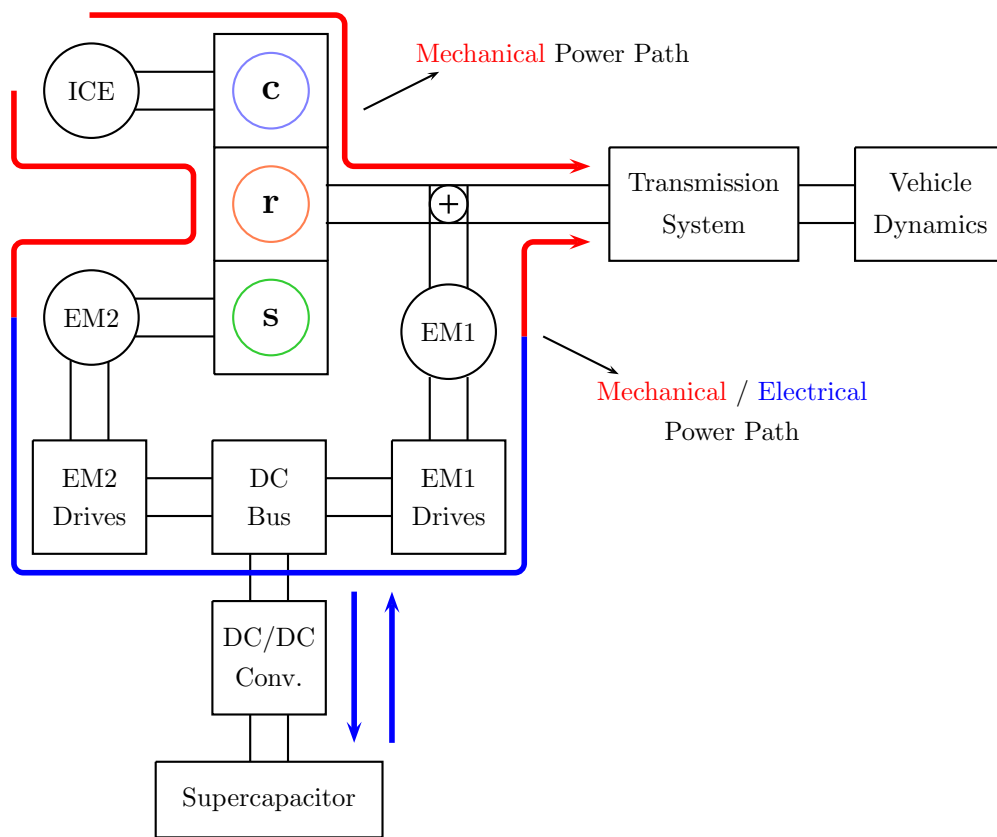 Mechanical Power Path
ICE
c
r
+
Transmission
System
Vehicle
Dynamics
EM2
s
EM1
Mechanical / Electrical
Power Path
EM2
Drives
DC
Bus
EM1
Drives
DC/DC
Conv.
Supercapacitor